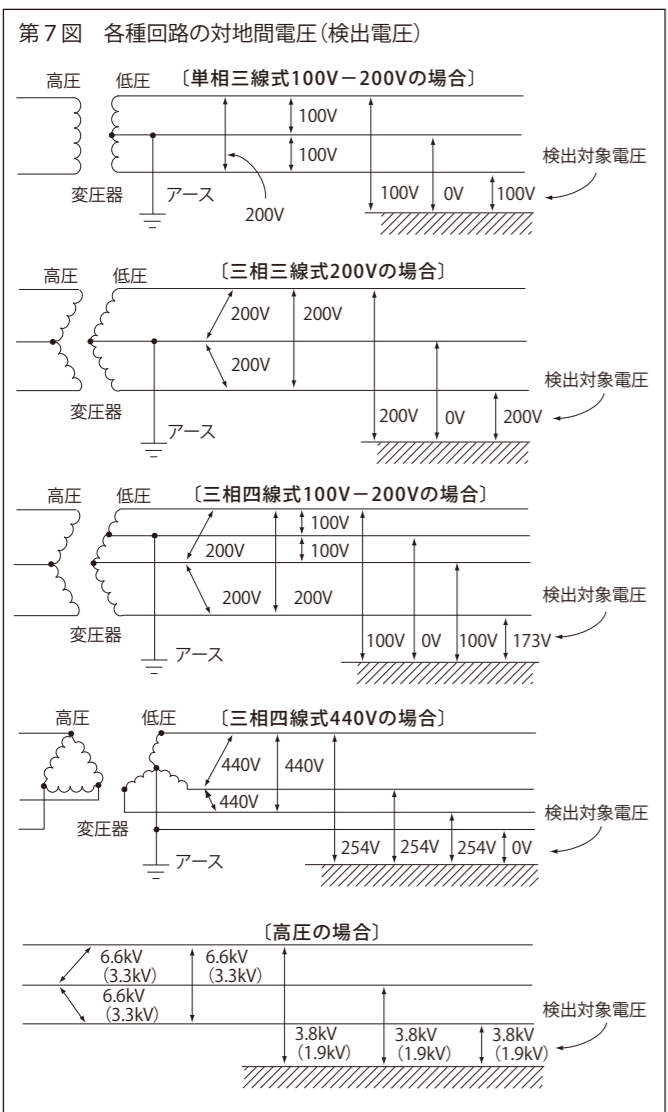 第7図　各種回路の対地間電圧（検出電圧）
高圧　低圧　〔単相三線式100V－200Vの場合〕
100V
100V
検出対象電圧
変圧器　アース　200V　100V　0V　100V
高圧　低圧　〔三相三線式200Vの場合〕
200V　200V
200V
検出対象電圧
変圧器　アース　200V　0V　200V
高圧　低圧　〔三相四線式100V－200Vの場合〕
100V
200V　100V
200V　200V
検出対象電圧
変圧器　アース　100V　0V　100V　173V
高圧　低圧　〔三相四線式440Vの場合〕
440V　440V
440V
検出対象電圧
変圧器　アース　254V　254V　254V　0V
〔高圧の場合〕
6.6kV　6.6kV
（3.3kV）　（3.3kV）
6.6kV
（3.3kV）
検出対象電圧
3.8kV　3.8kV　3.8kV
（1.9kV）　（1.9kV）　（1.9kV）